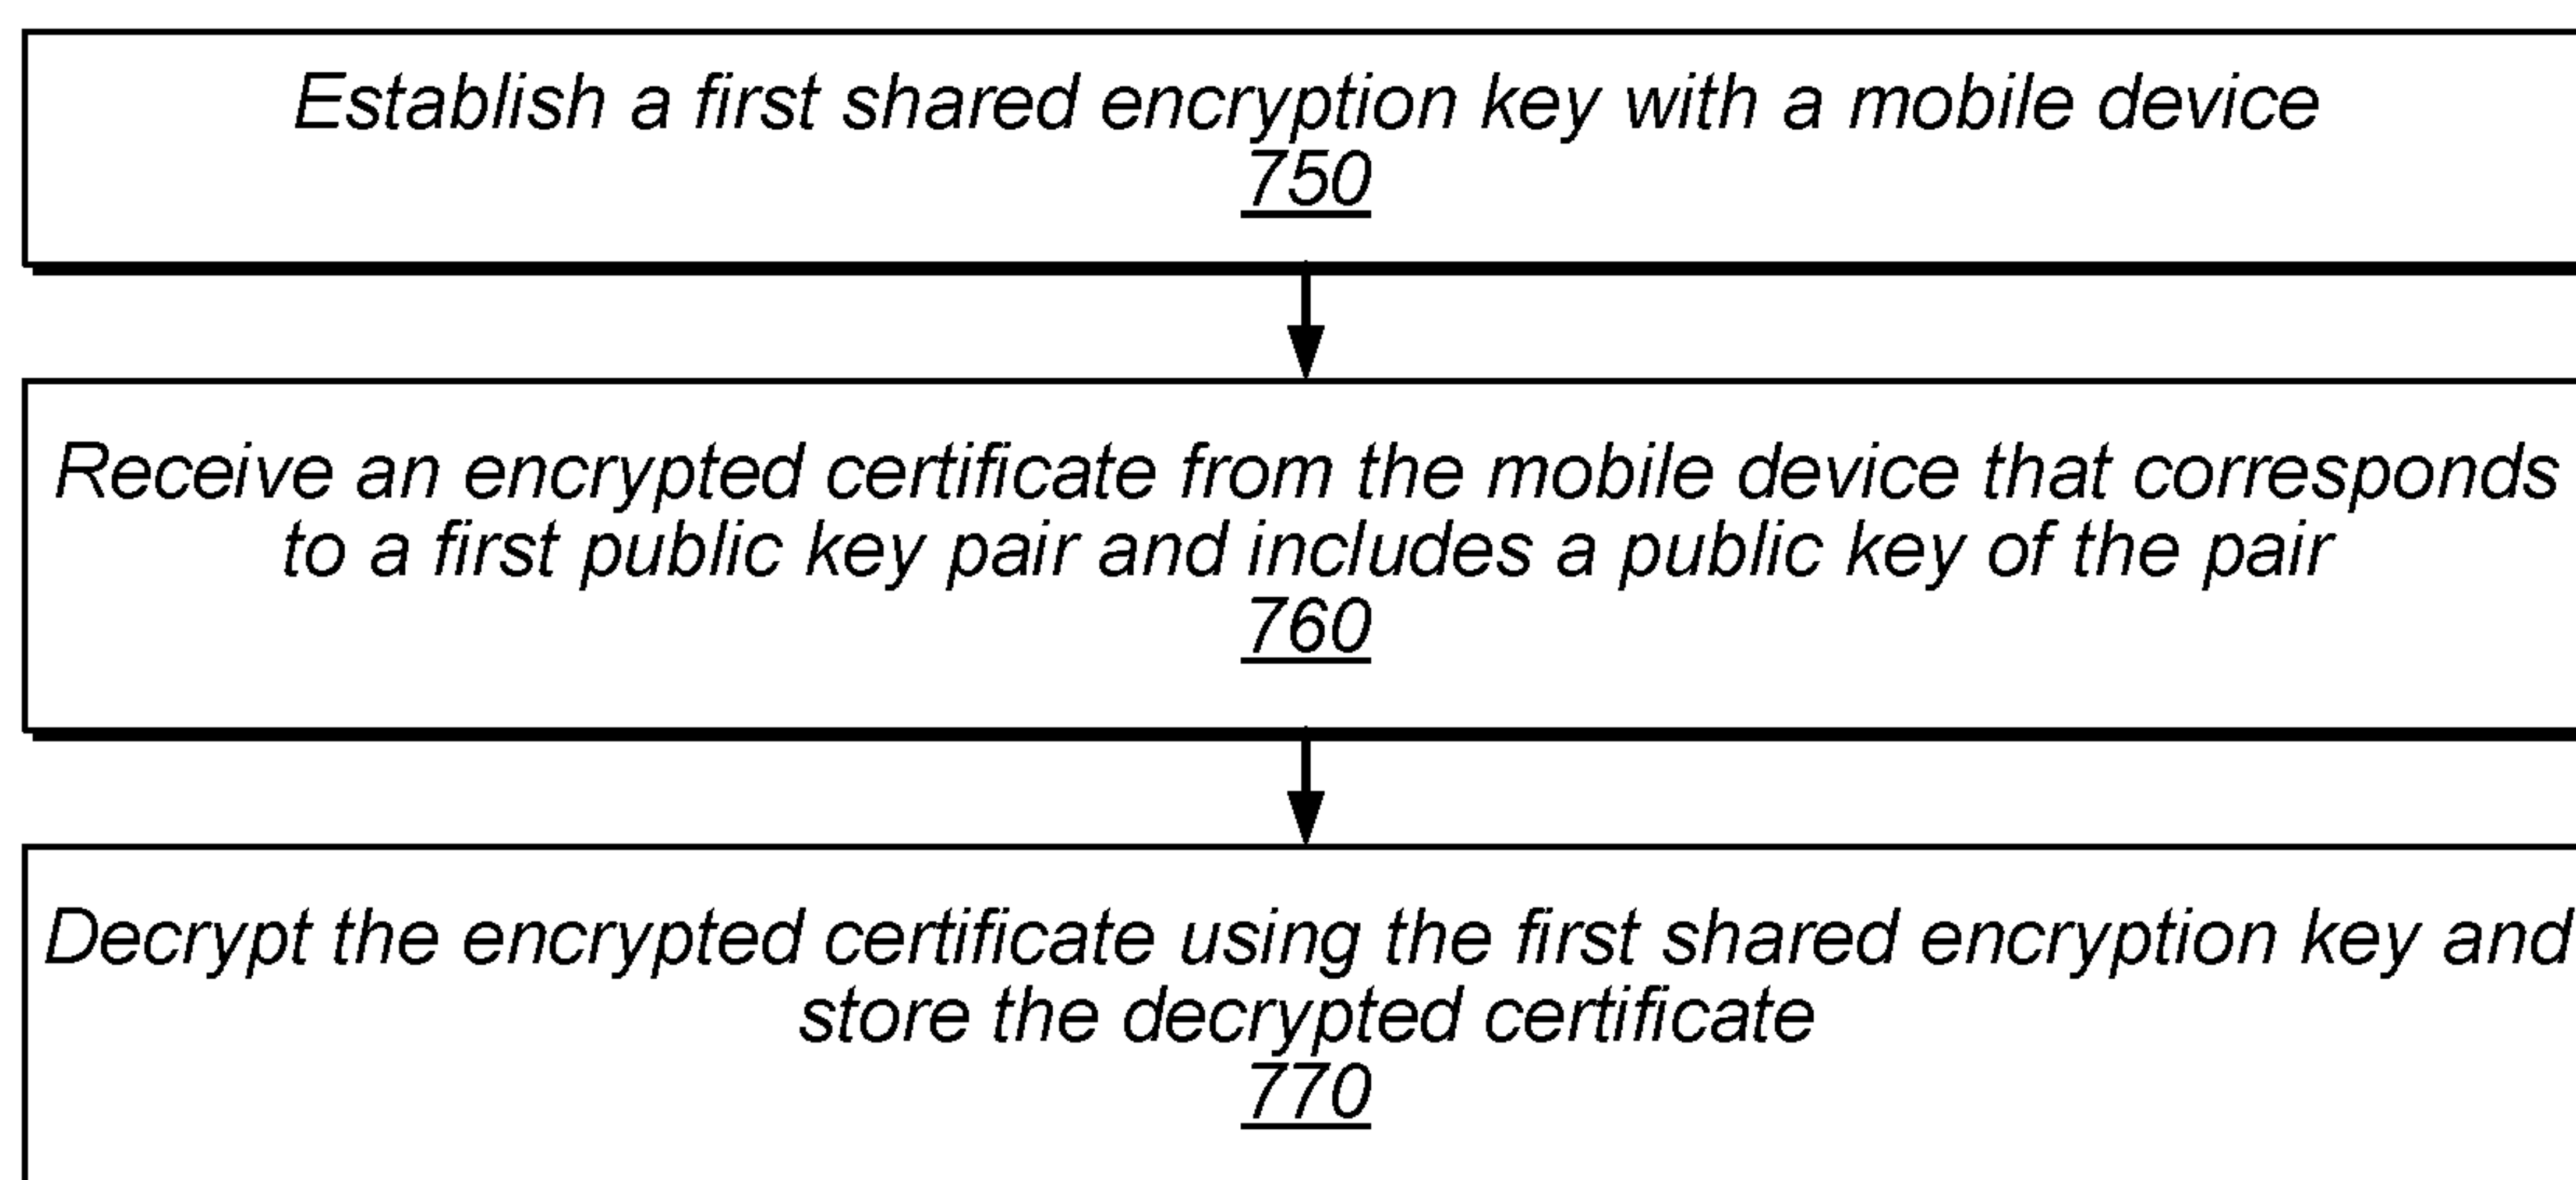 Establish a first shared encryption key with a mobile device
750
Receive an encrypted certificate from the mobile device that corresponds
to a first public key pair and includes a public key of the pair
760
Decrypt the encrypted certificate using the first shared encryption key and
store the decrypted certificate
770